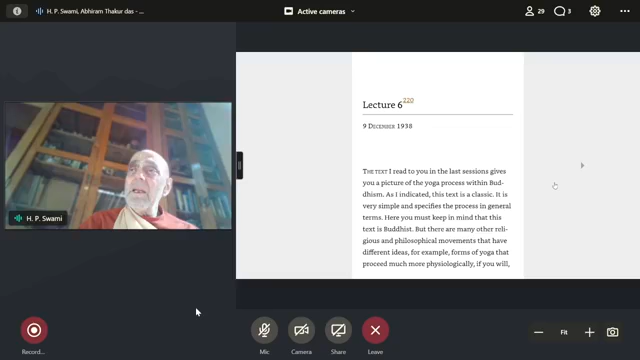 H. P. Swami, Abhiram Thakur das - ...
Active cameras
29
3
Lecture 6²²⁰
9 DECEMBER 1938
THE TEXT I read to you in the last sessions gives
you a picture of the yoga process within Bud-
dhism. As I indicated, this text is a classic. It is
very simple and specifies the process in general
terms. Here you must keep in mind that this
text is Buddhist. But there are many other reli-
gious and philosophical movements that have
different ideas, for example, forms of yoga that
proceed much more physiologically, if you will,
H. P. Swami
Record...
Mic
Camera
Share
Leave
Fit